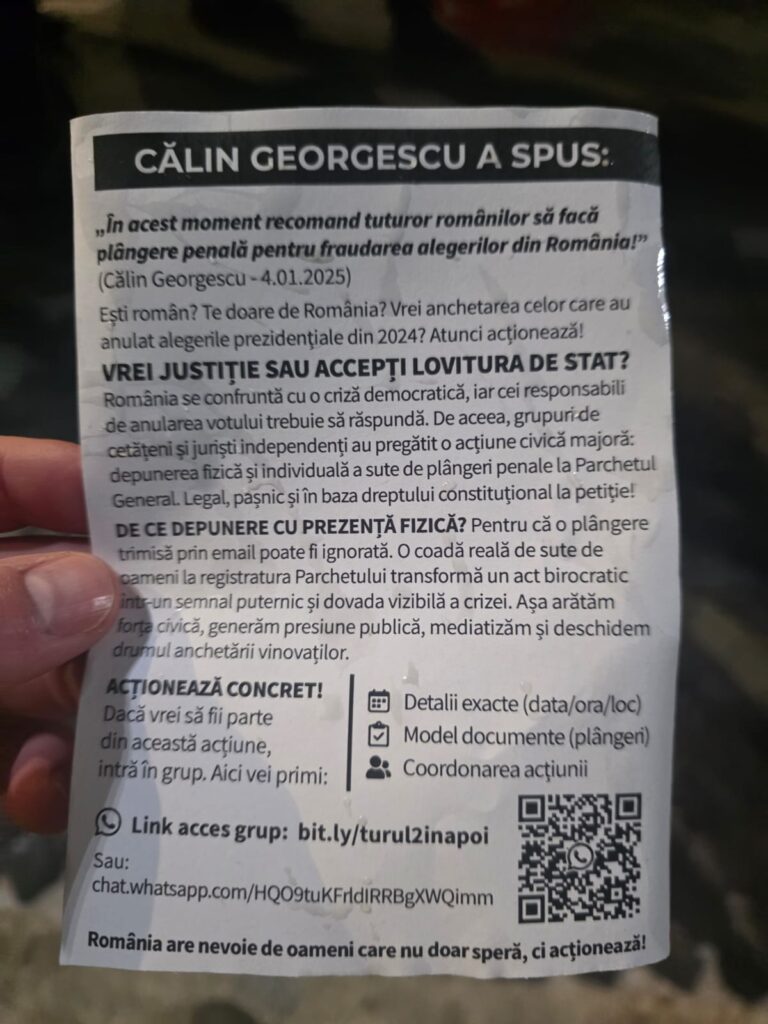 CĂLIN GEORGESCU A SPUS:
„În acest moment recomand tuturor românilor să facă
plângere penală pentru fraudarea alegerilor din România!”
(Călin Georgescu - 4.01.2025)
Ești român? Te doare de România? Vrei anchetarea celor care au
anulat alegerile prezidențiale din 2024? Atunci acționează!
VREI JUSTIȚIE SAU ACCEPȚI LOVITURA DE STAT?
România se confruntă cu o criză democratică, iar cei responsabili
de anularea votului trebuie să răspundă. De aceea, grupuri de
cetățeni și juriști independenți au pregătit o acțiune civică majoră:
depunerea fizică și individuală a sute de plângeri penale la Parchetul
General. Legal, pașnic și în baza dreptului constituțional la petiție!
DE CE DEPUNERE CU PREZENȚĂ FIZICĂ? Pentru că o plângere
trimisă prin email poate fi ignorată. O coadă reală de sute de
oameni la registratura Parchetului transformă un act birocratic
într-un semnal puternic și dovada vizibilă a crizei. Așa arătăm
forța civică, generăm presiune publică, mediatizăm și deschidem
drumul anchetării vinovaților.
ACȚIONEAZĂ CONCRET!
Dacă vrei să fii parte
din această acțiune,
intră în grup. Aici vei primi:
Detalii exacte (data/ora/loc)
Model documente (plângeri)
Coordonarea acțiunii
Link acces grup: bit.ly/turul2inapoi
Sau:
chat.whatsapp.com/HQO9tuKFrldIRRBgXWQimm
România are nevoie de oameni care nu doar speră, ci acționează!